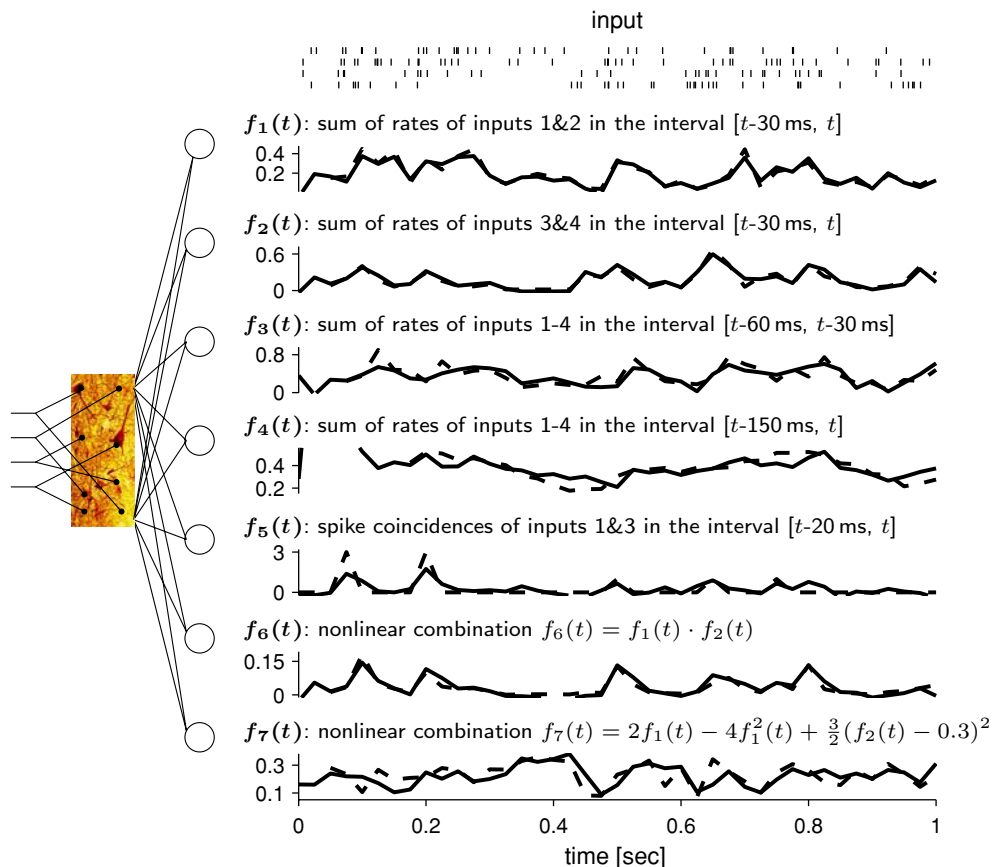 input
f₁(t): sum of rates of inputs 1&2 in the interval [t-30 ms, t]
0.4
0.2
f₂(t): sum of rates of inputs 3&4 in the interval [t-30 ms, t]
0.6
0
f₃(t): sum of rates of inputs 1-4 in the interval [t-60 ms, t-30 ms]
0.8
0
f₄(t): sum of rates of inputs 1-4 in the interval [t-150 ms, t]
0.4
0.2
f₅(t): spike coincidences of inputs 1&3 in the interval [t-20 ms, t]
3
0
f₆(t): nonlinear combination f₆(t) = f₁(t) · f₂(t)
0.15
0
f₇(t): nonlinear combination f₇(t) = 2f₁(t) − 4f₁²(t) + 3/2(f₂(t) − 0.3)²
0.3
0.1
0 0.2 0.4 0.6 0.8 1
time [sec]